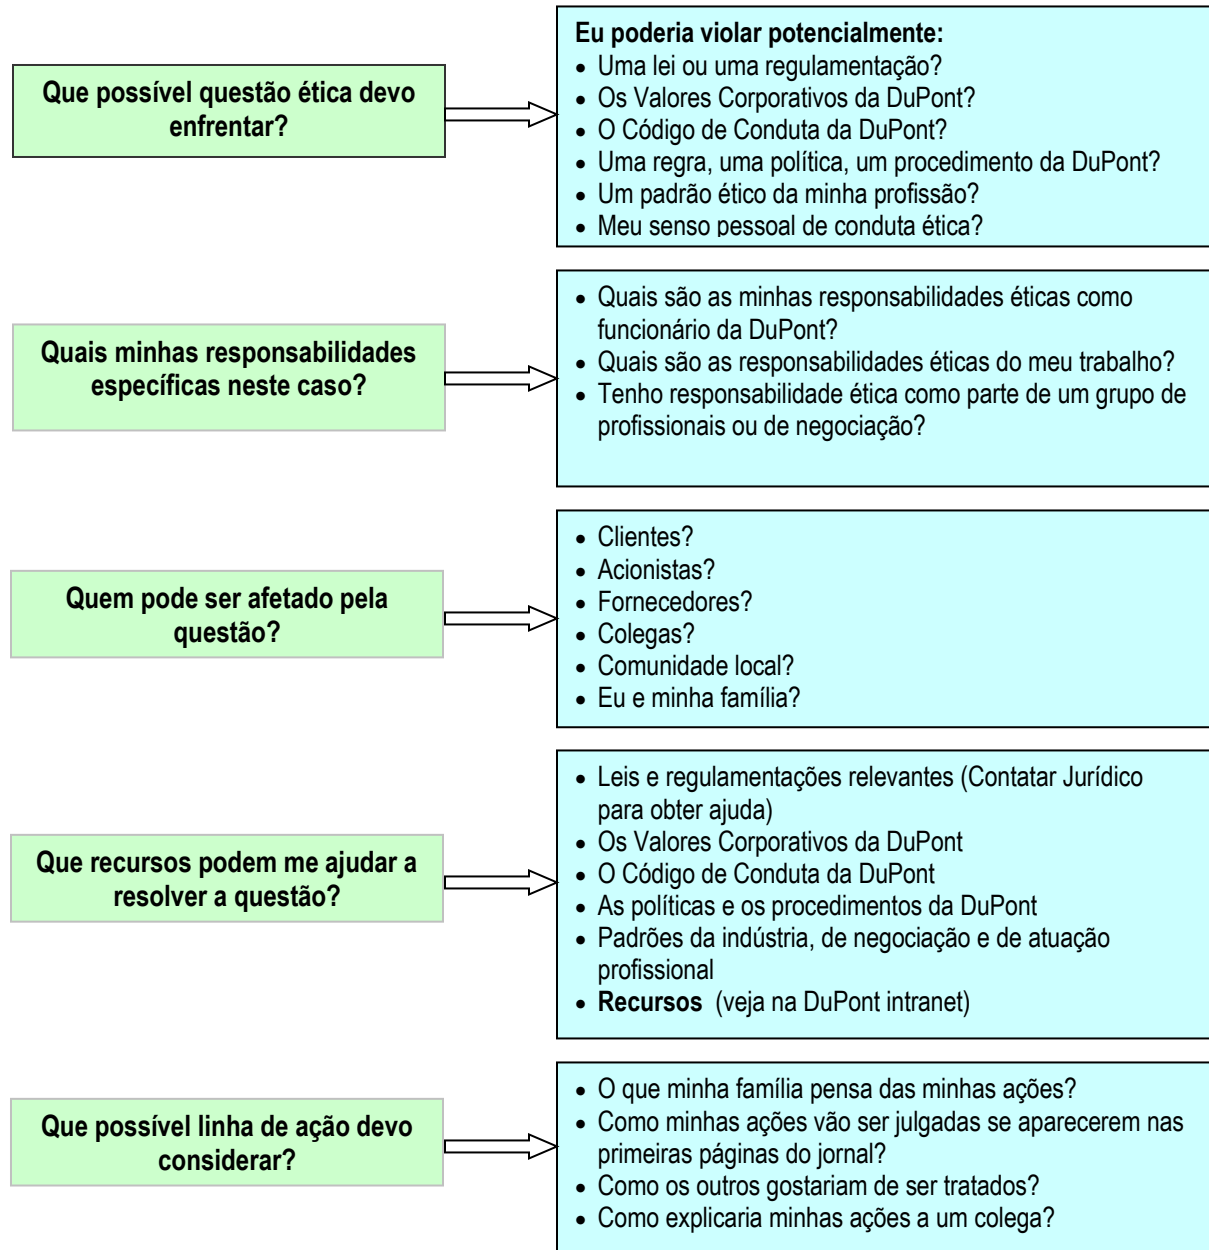 Que possível questão ética devo
enfrentar?
Eu poderia violar potencialmente:
• Uma lei ou uma regulamentação?
• Os Valores Corporativos da DuPont?
• O Código de Conduta da DuPont?
• Uma regra, uma política, um procedimento da DuPont?
• Um padrão ético da minha profissão?
• Meu senso pessoal de conduta ética?
Quais minhas responsabilidades
específicas neste caso?
• Quais são as minhas responsabilidades éticas como
funcionário da DuPont?
• Quais são as responsabilidades éticas do meu trabalho?
• Tenho responsabilidade ética como parte de um grupo de
profissionais ou de negociação?
Quem pode ser afetado pela
questão?
• Clientes?
• Acionistas?
• Fornecedores?
• Colegas?
• Comunidade local?
• Eu e minha família?
Que recursos podem me ajudar a
resolver a questão?
• Leis e regulamentações relevantes (Contatar Jurídico
para obter ajuda)
• Os Valores Corporativos da DuPont
• O Código de Conduta da DuPont
• As políticas e os procedimentos da DuPont
• Padrões da indústria, de negociação e de atuação
profissional
• Recursos (veja na DuPont intranet)
Que possível linha de ação devo
considerar?
• O que minha família pensa das minhas ações?
• Como minhas ações vão ser julgadas se aparecerem nas
primeiras páginas do jornal?
• Como os outros gostariam de ser tratados?
• Como explicaria minhas ações a um colega?